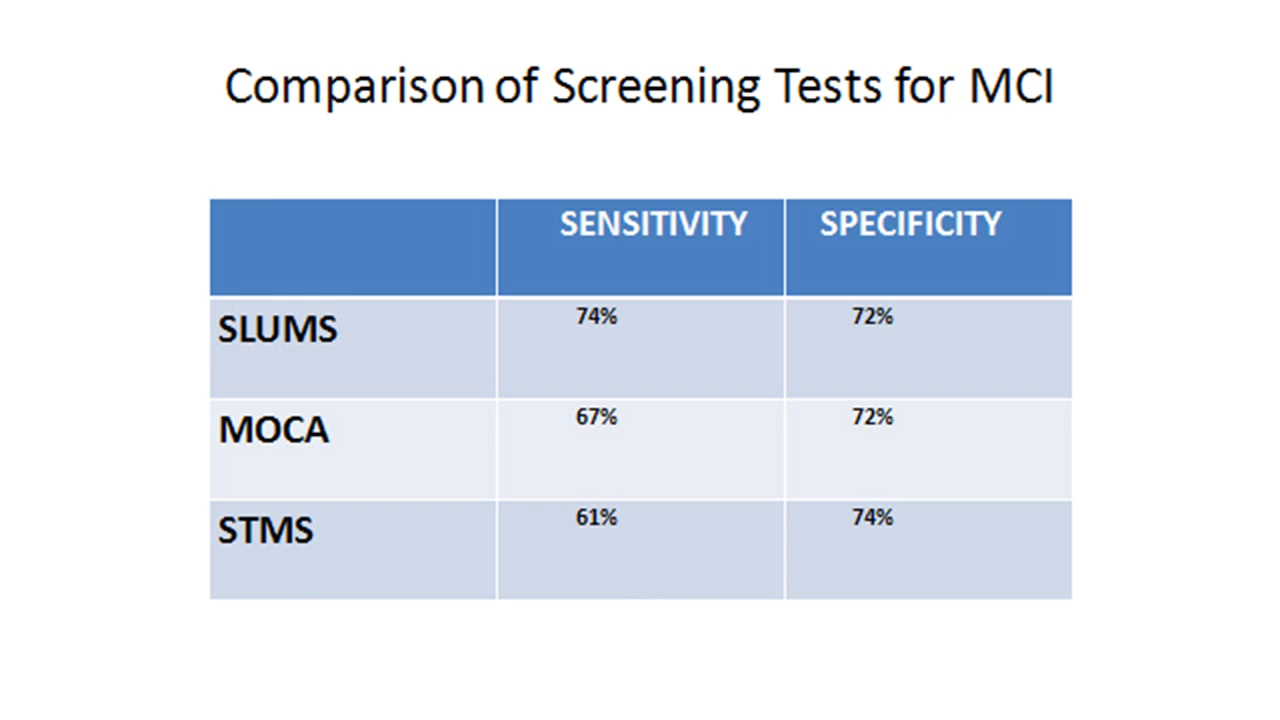 Comparison of Screening Tests for MCI
SENSITIVITY SPECIFICITY
SLUMS 74% 72%
MOCA 67% 72%
STMS 61% 74%